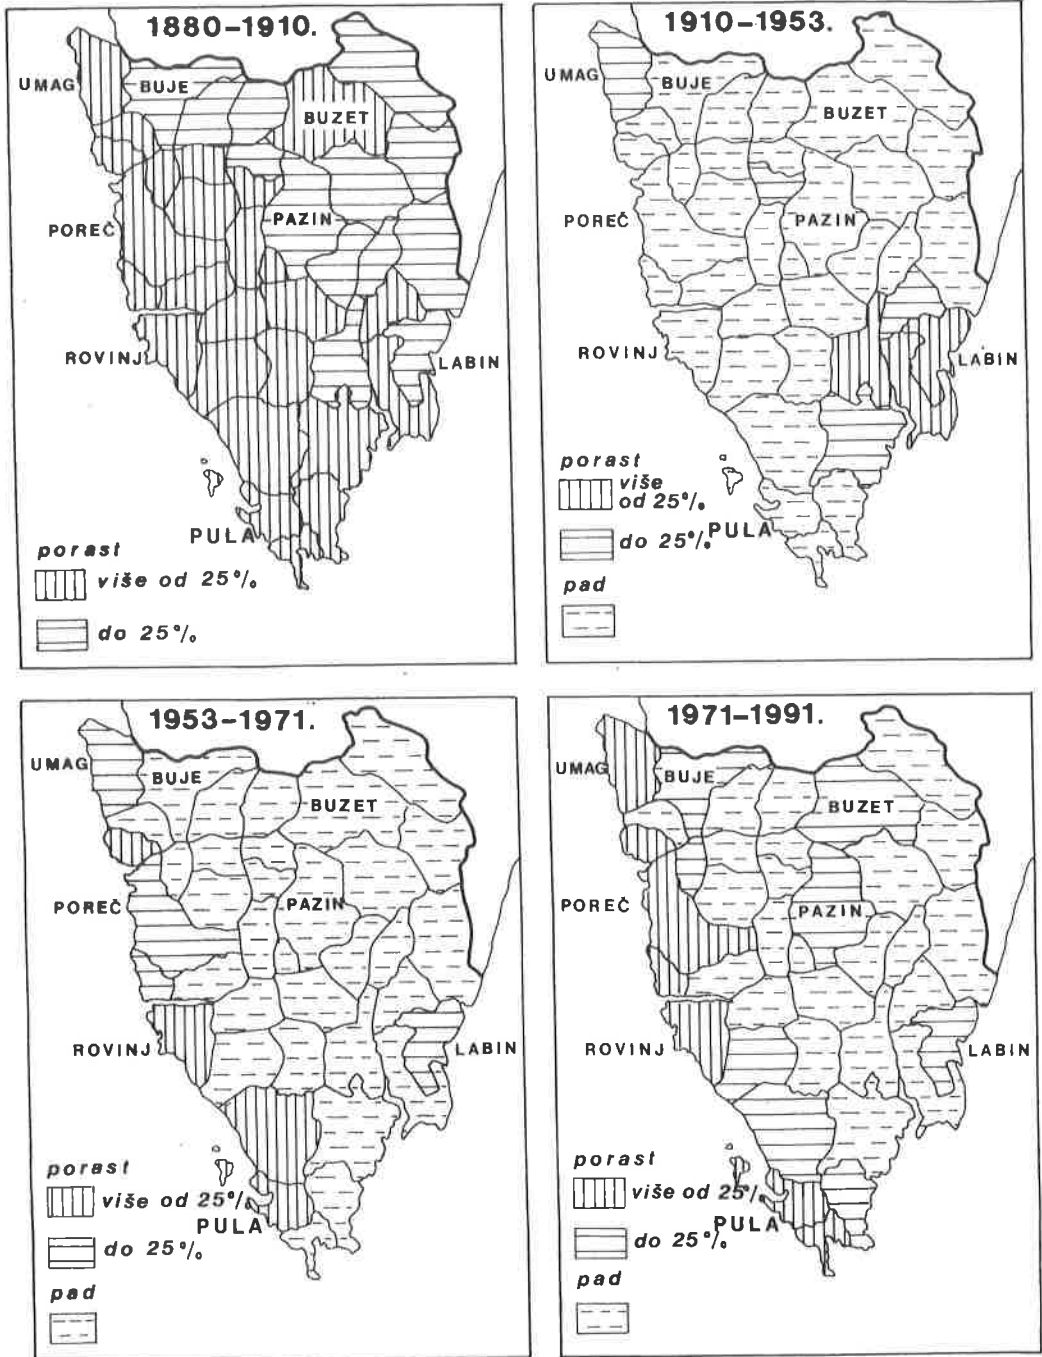 1880–1910.
UMAG
BUJE
BUZET
POREČ
PAZIN
ROVINJ
LABIN
PULA
porast
više od 25%
do 25%
1910–1953.
UMAG
BUJE
BUZET
POREČ
PAZIN
ROVINJ
LABIN
porast
više
od 25%
PULA
do 25%
pad
1953–1971.
UMAG
BUJE
BUZET
POREČ
PAZIN
ROVINJ
LABIN
porast
više od 25%
PULA
do 25%
pad
1971–1991.
UMAG
BUJE
BUZET
POREČ
PAZIN
ROVINJ
LABIN
porast
više od 25%
PULA
do 25%
pad